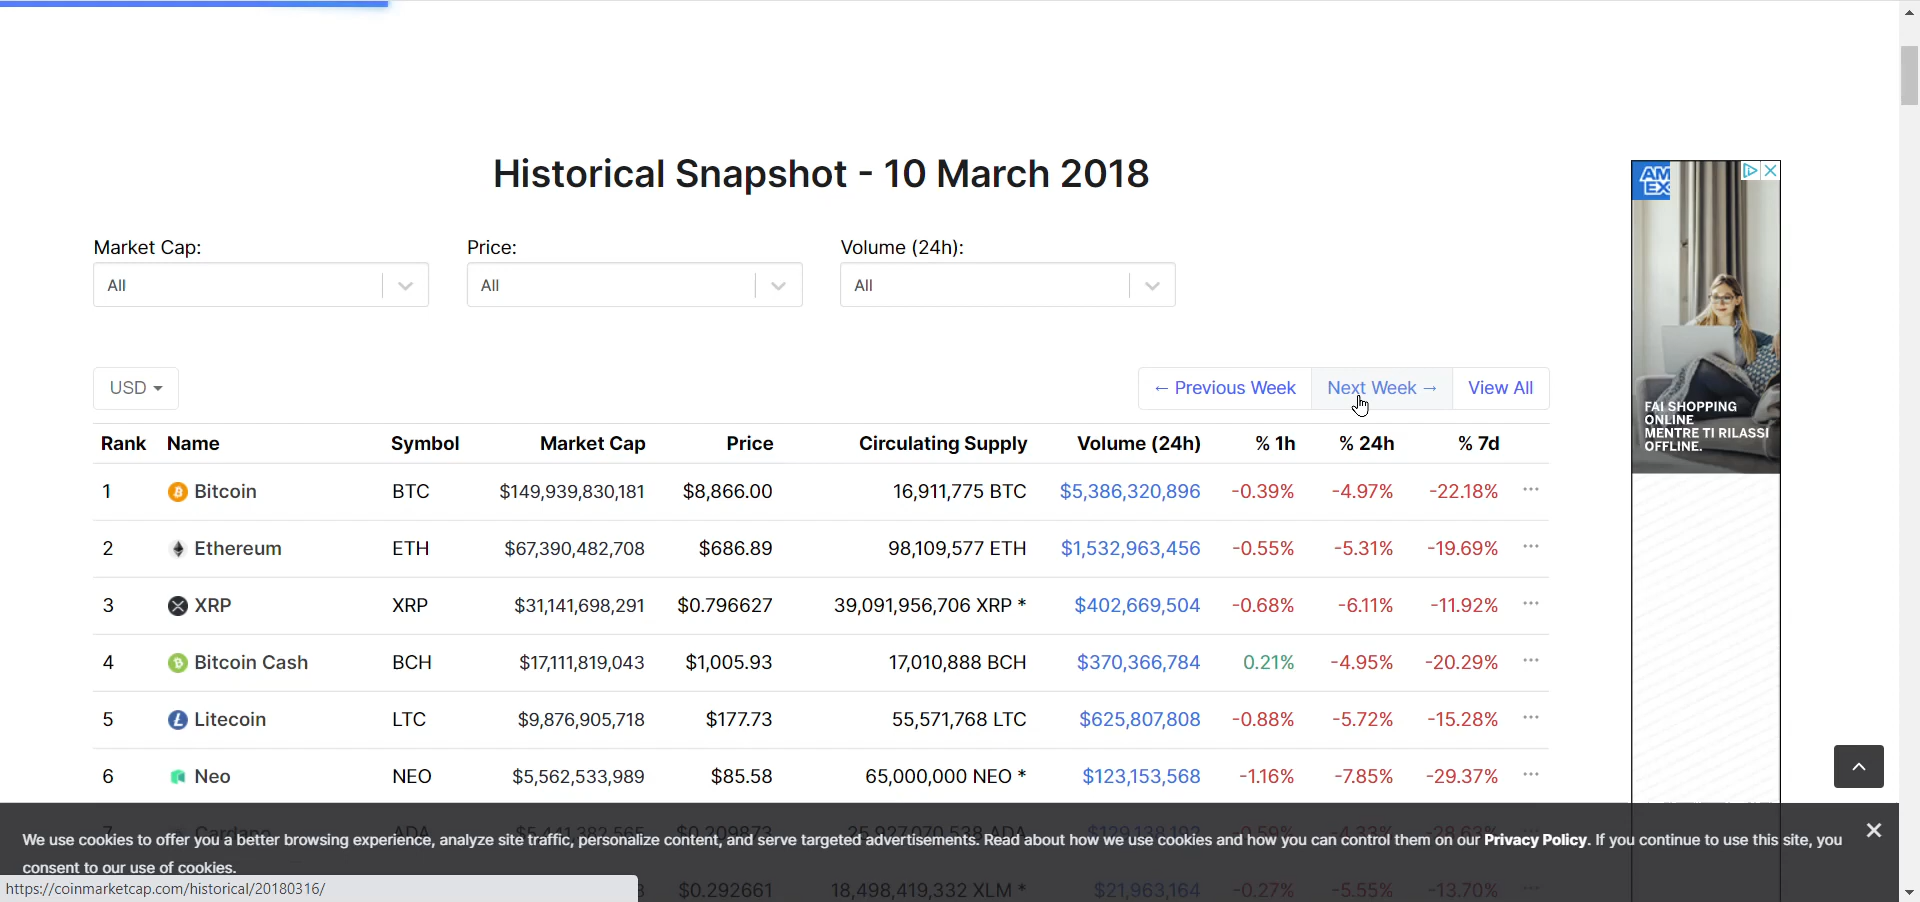 Historical Snapshot - 10 March 2018
AM
EX
Market Cap:
Price:
Volume (24h):
All
All
All
USD
← Previous Week
Next Week →
View All
FAI SHOPPING
ONLINE
MENTRE TI RILASSI
OFFLINE.
Rank Name Symbol Market Cap Price Circulating Supply Volume (24h) % 1h % 24h % 7d
1 Bitcoin BTC $149,939,830,181 $8,866.00 16,911,775 BTC $5,386,320,896 -0.39% -4.97% -22.18% ...
2 Ethereum ETH $67,390,482,708 $686.89 98,109,577 ETH $1,532,963,456 -0.55% -5.31% -19.69% ...
3 XRP XRP $31,141,698,291 $0.796627 39,091,956,706 XRP * $402,669,504 -0.68% -6.11% -11.92% ...
4 Bitcoin Cash BCH $17,111,819,043 $1,005.93 17,010,888 BCH $370,366,784 0.21% -4.95% -20.29% ...
5 Litecoin LTC $9,876,905,718 $177.73 55,571,768 LTC $625,807,808 -0.88% -5.72% -15.28% ...
6 Neo NEO $5,562,533,989 $85.58 65,000,000 NEO * $123,153,568 -1.16% -7.85% -29.37% ...
7 Cardano ADA $0.209873 25,927,070,538 ADA
We use cookies to offer you a better browsing experience, analyze site traffic, personalize content, and serve targeted advertisements. Read about how we use cookies and how you can control them on our Privacy Policy. If you continue to use this site, you
consent to our use of cookies.
https://coinmarketcap.com/historical/20180316/
$0.292661 18,498,419,332 XLM * $21,963,164 -0.27% -5.55% -13.70% ...